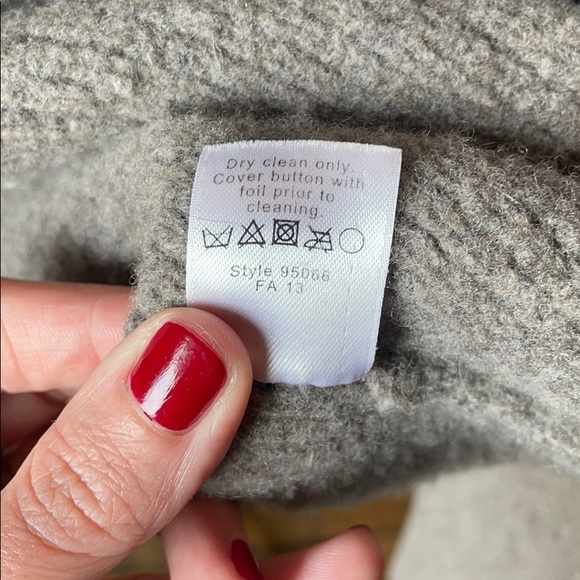 Dry clean only.
Cover button with
foil prior to
cleaning.
Style 95066
FA 13